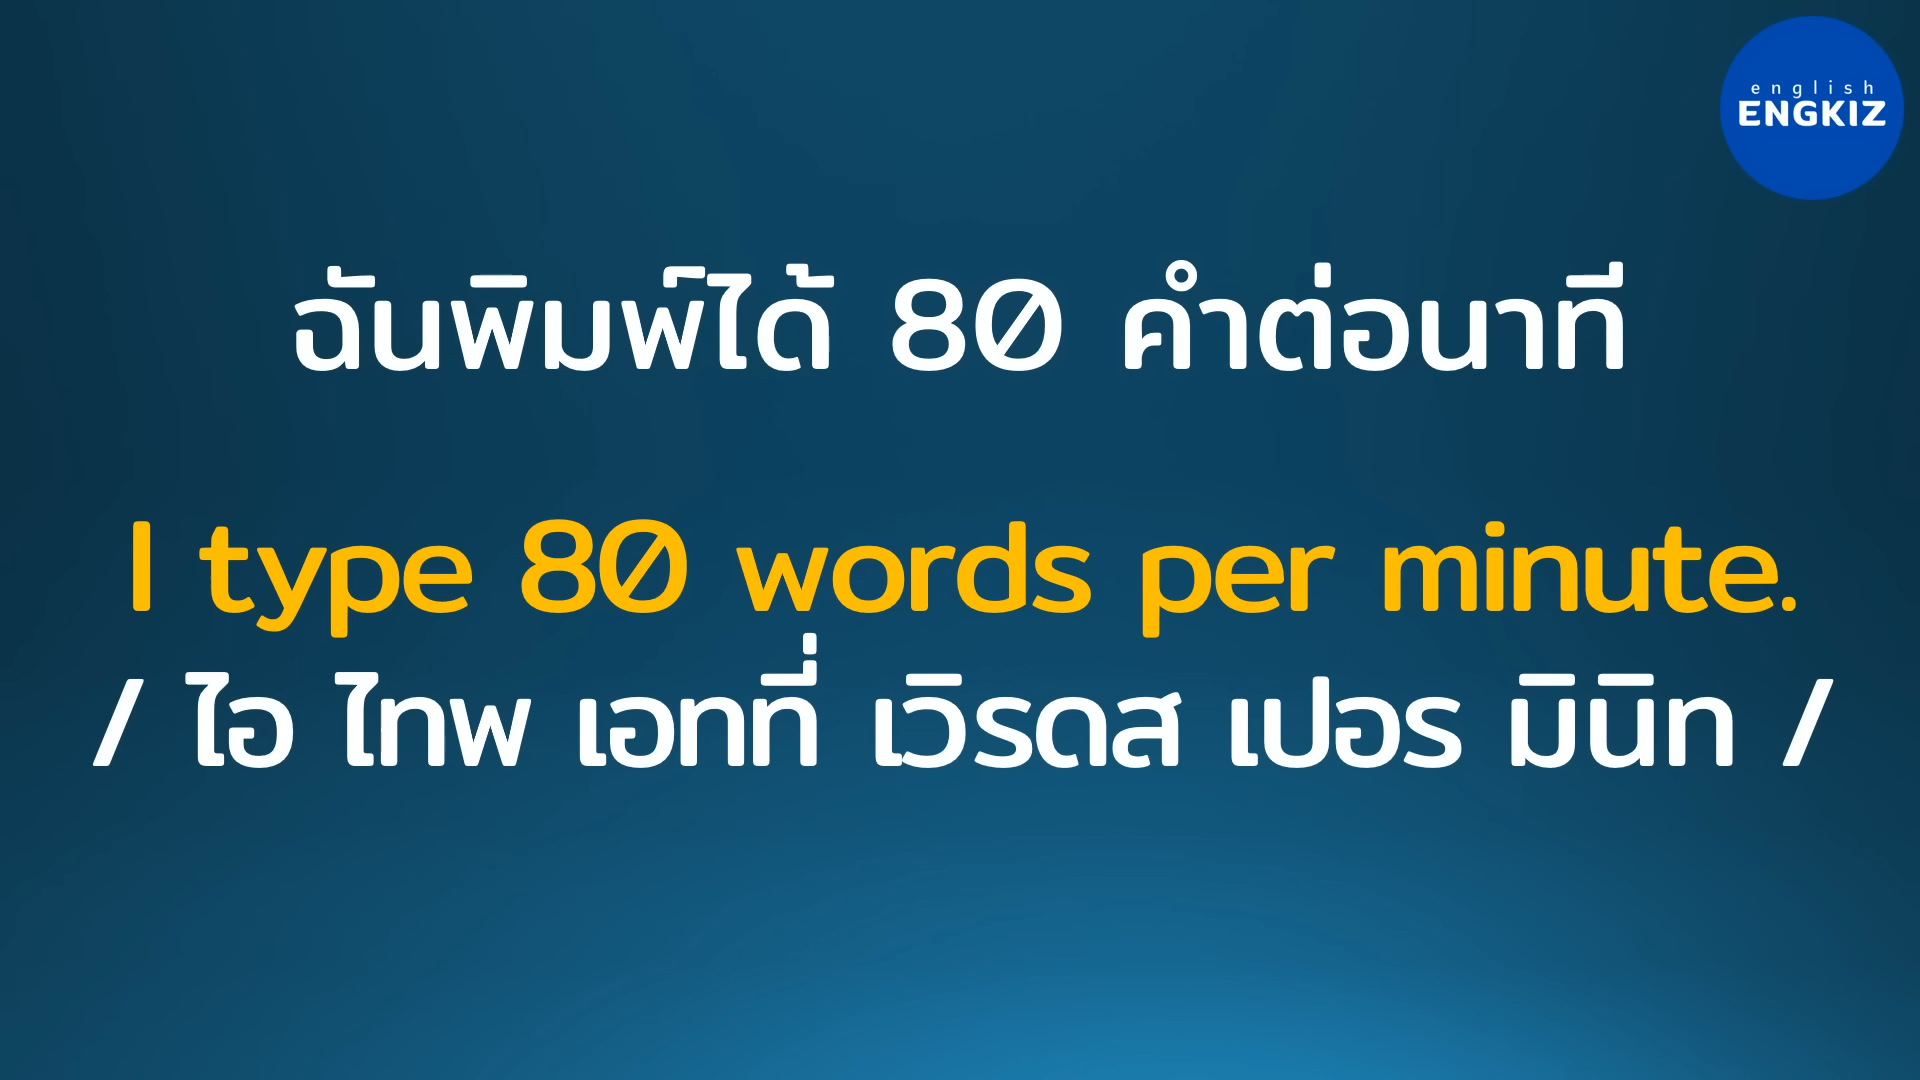 english
ENGKIZ
ฉันพิมพ์ได้ 80 คำต่อนาที
I type 80 words per minute.
/ ไอ ไทพ เอททิ่ เวิรดส เปอร มินิท /